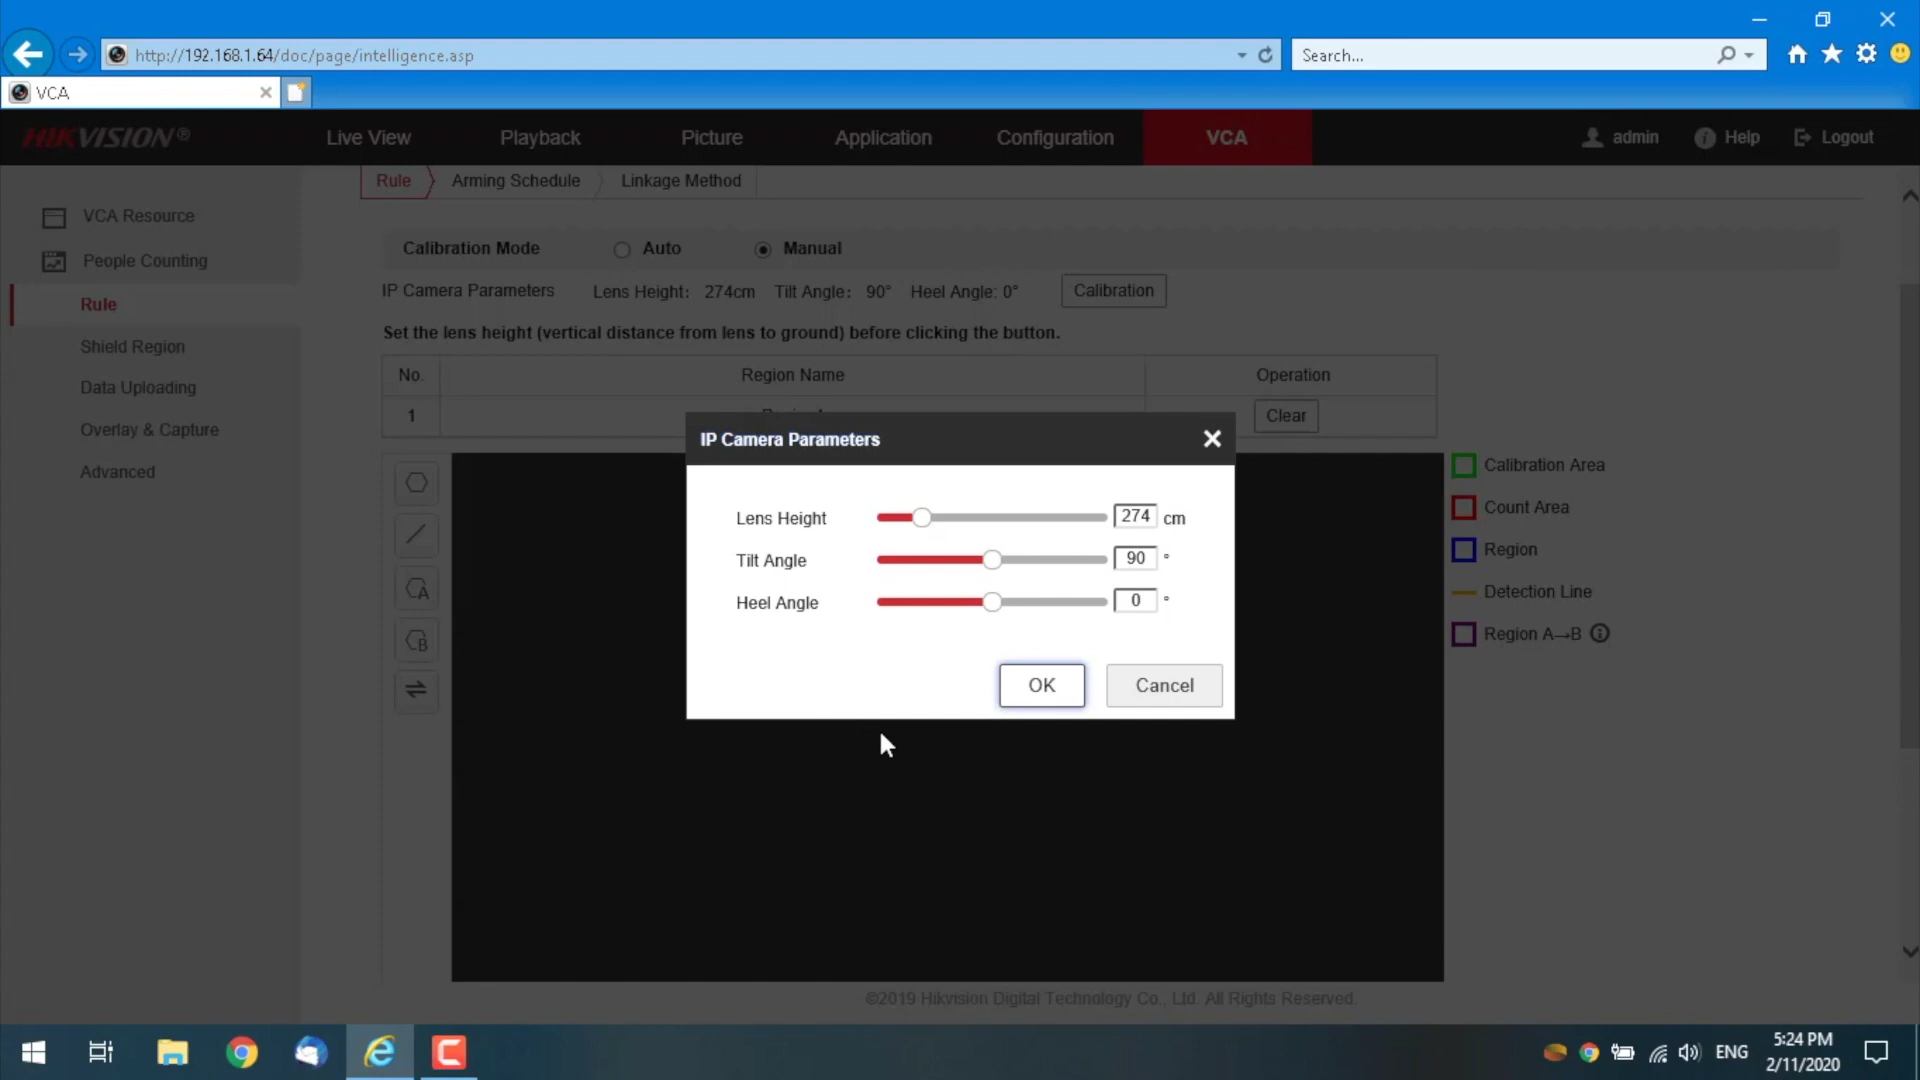 http://192.168.1.64/doc/page/intelligence.asp
Search...
VCA
HIKVISION®
Live View
Playback
Picture
Application
Configuration
VCA
admin
Help
Logout
Rule
Arming Schedule
Linkage Method
VCA Resource
People Counting
Rule
Shield Region
Data Uploading
Overlay & Capture
Advanced
Calibration Mode
Auto
Manual
IP Camera Parameters
Lens Height: 274cm Tilt Angle: 90° Heel Angle: 0°
Calibration
Set the lens height (vertical distance from lens to ground) before clicking the button.
No.
Region Name
Operation
1
Clear
IP Camera Parameters
Lens Height
274
cm
Tilt Angle
90
°
Heel Angle
0
°
OK
Cancel
A
B
Calibration Area
Count Area
Region
Detection Line
Region A→B
©2019 Hikvision Digital Technology Co., Ltd. All Rights Reserved.
ENG
5:24 PM
2/11/2020